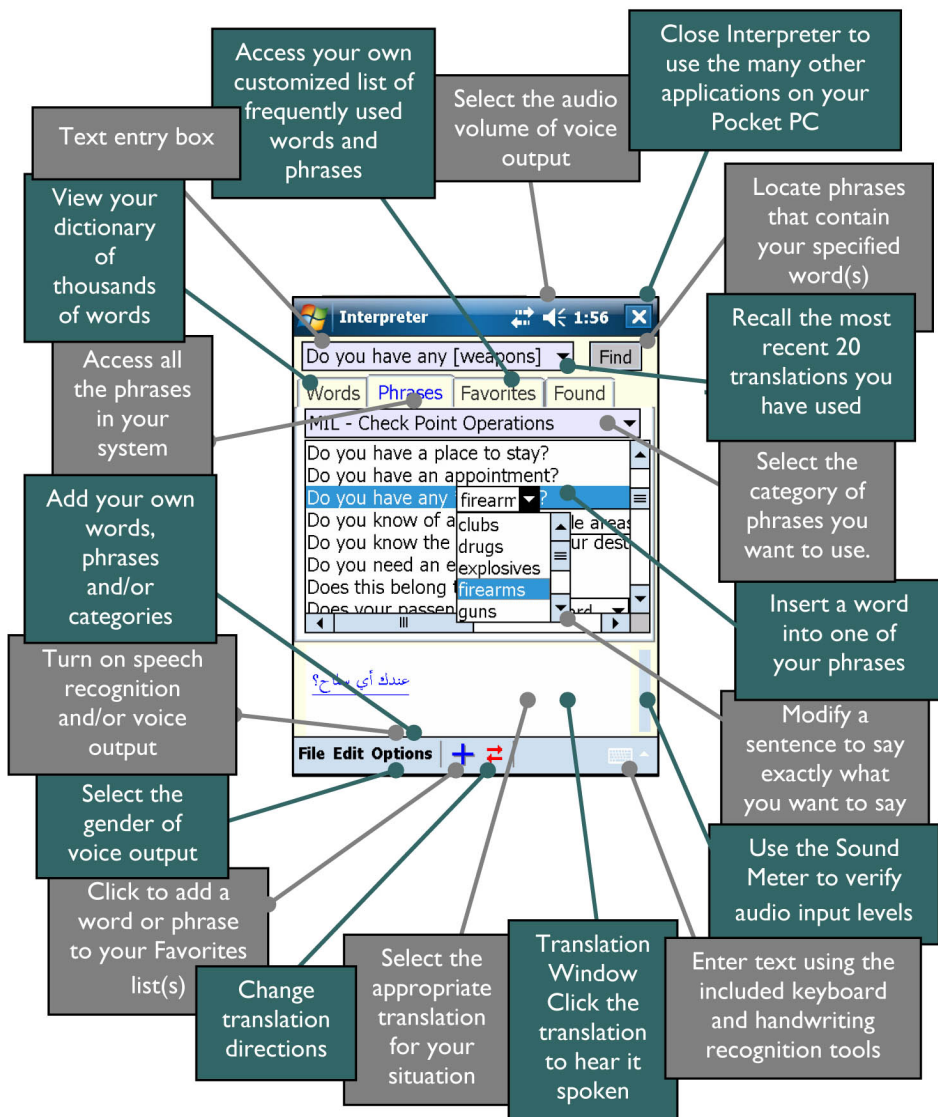 Access your own
customized list of
frequently used
words and
phrases
Select the audio
volume of voice
output
Close Interpreter to
use the many other
applications on your
Pocket PC
Text entry box
View your
dictionary
of
thousands
of words
Locate phrases
that contain
your specified
word(s)
Access all
the phrases
in your
system
Recall the most
recent 20
translations you
have used
Add your own
words,
phrases
and/or
categories
Select the
category of
phrases you
want to use.
Turn on speech
recognition
and/or voice
output
Insert a word
into one of
your phrases
Select the
gender of
voice output
Modify a
sentence to say
exactly what
you want to say
Click to add a
word or phrase
to your Favorites
list(s)
Use the Sound
Meter to verify
audio input levels
Change
translation
directions
Select the
appropriate
translation
for your
situation
Translation
Window
Click the
translation
to hear it
spoken
Enter text using the
included keyboard
and handwriting
recognition tools
Interpreter 1:56
Do you have any [weapons] Find
Words Phrases Favorites Found
MIL - Check Point Operations
Do you have a place to stay?
Do you have an appointment?
Do you have any firearm ?
Do you know of a areas
Do you know the
Do you need an
Does this belong
Does your
clubs
drugs
explosives
firearms
guns
عندك أي سلاح؟
File Edit Options